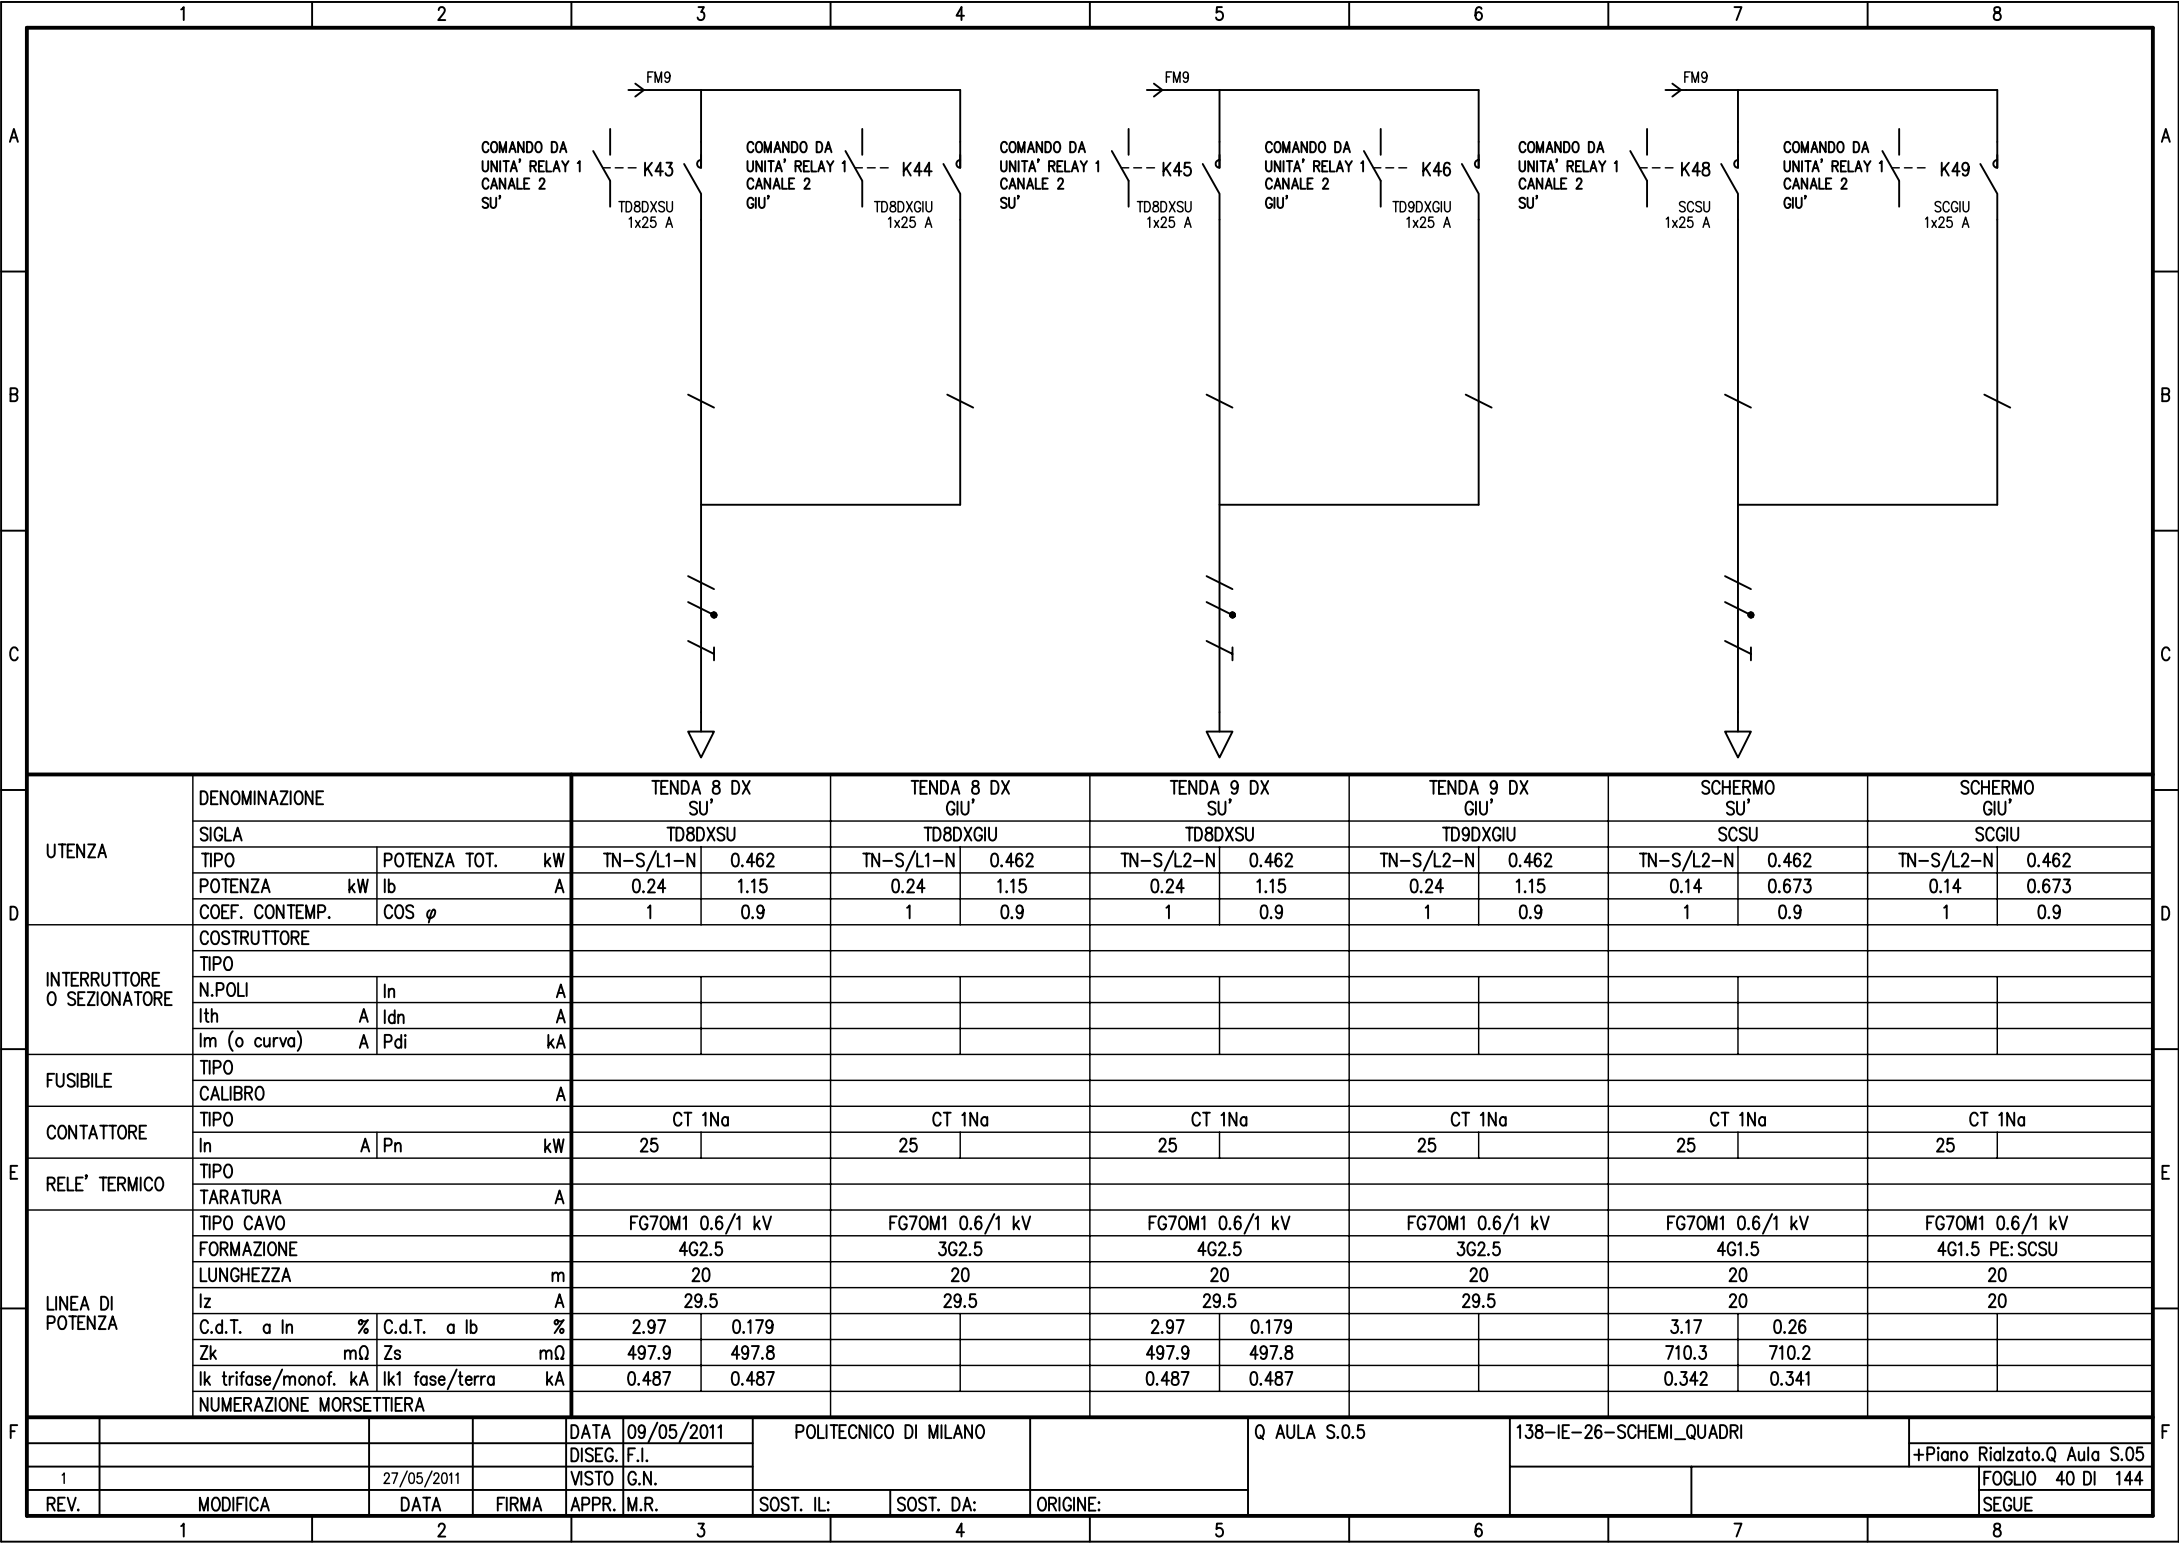 1 2 3 4 5 6 7 8
FM9 FM9 FM9
A A
COMANDO DA
UNITA' RELAY 1
CANALE 2
SU'
K43
TD8DXSU
1x25 A
COMANDO DA
UNITA' RELAY 1
CANALE 2
GIU'
K44
TD8DXGIU
1x25 A
COMANDO DA
UNITA' RELAY 1
CANALE 2
SU'
K45
TD8DXSU
1x25 A
COMANDO DA
UNITA' RELAY 1
CANALE 2
GIU'
K46
TD9DXGIU
1x25 A
COMANDO DA
UNITA' RELAY 1
CANALE 2
SU'
K48
SCSU
1x25 A
COMANDO DA
UNITA' RELAY 1
CANALE 2
GIU'
K49
SCGIU
1x25 A
B B
C C
D D
E E
F F
UTENZA
DENOMINAZIONE TENDA 8 DX SU' TENDA 8 DX GIU' TENDA 9 DX SU' TENDA 9 DX GIU' SCHERMO SU' SCHERMO GIU'
SIGLA TD8DXSU TD8DXGIU TD8DXSU TD9DXGIU SCSU SCGIU
TIPO POTENZA TOT. kW TN-S/L1-N 0.462 TN-S/L1-N 0.462 TN-S/L2-N 0.462 TN-S/L2-N 0.462 TN-S/L2-N 0.462 TN-S/L2-N 0.462
POTENZA kW Ib A 0.24 1.15 0.24 1.15 0.24 1.15 0.24 1.15 0.14 0.673 0.14 0.673
COEF. CONTEMP. COS φ 1 0.9 1 0.9 1 0.9 1 0.9 1 0.9 1 0.9
INTERRUTTORE
O SEZIONATORE
COSTRUTTORE
TIPO
N.POLI In A
Ith A Idn A
Im (o curva) A Pdi kA
FUSIBILE
TIPO
CALIBRO A
CONTATTORE
TIPO CT 1Na CT 1Na CT 1Na CT 1Na CT 1Na CT 1Na
In A Pn kW 25 25 25 25 25 25
RELE' TERMICO
TIPO
TARATURA A
LINEA DI
POTENZA
TIPO CAVO FG7OM1 0.6/1 kV FG7OM1 0.6/1 kV FG7OM1 0.6/1 kV FG7OM1 0.6/1 kV FG7OM1 0.6/1 kV FG7OM1 0.6/1 kV
FORMAZIONE 4G2.5 3G2.5 4G2.5 3G2.5 4G1.5 4G1.5 PE:SCSU
LUNGHEZZA m 20 20 20 20 20 20
Iz A 29.5 29.5 29.5 29.5 20 20
C.d.T. a In % C.d.T. a Ib % 2.97 0.179 2.97 0.179 3.17 0.26
Zk mΩ Zs mΩ 497.9 497.8 497.9 497.8 710.3 710.2
Ik trifase/monof. kA Ik1 fase/terra kA 0.487 0.487 0.487 0.487 0.342 0.341
NUMERAZIONE MORSETTIERA
DATA 09/05/2011 POLITECNICO DI MILANO Q AULA S.0.5 138-IE-26-SCHEMI_QUADRI
DISEG. F.I. +Piano Rialzato.Q Aula S.05
1 27/05/2011 VISTO G.N. FOGLIO 40 DI 144
REV. MODIFICA DATA FIRMA APPR. M.R. SOST. IL: SOST. DA: ORIGINE: SEGUE
1 2 3 4 5 6 7 8